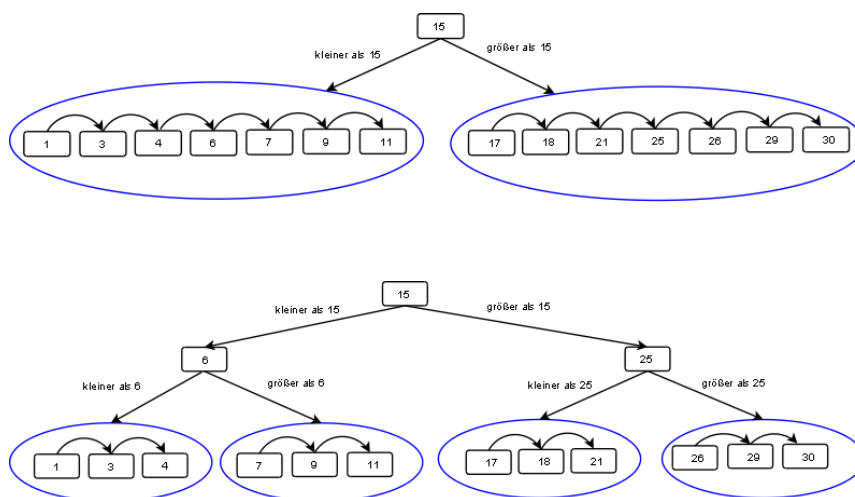 15
kleiner als 15 größer als 15
1 3 4 6 7 9 11 17 18 21 25 26 29 30
15
kleiner als 15 größer als 15
6 25
kleiner als 6 größer als 6 kleiner als 25 größer als 25
1 3 4 7 9 11 17 18 21 26 29 30